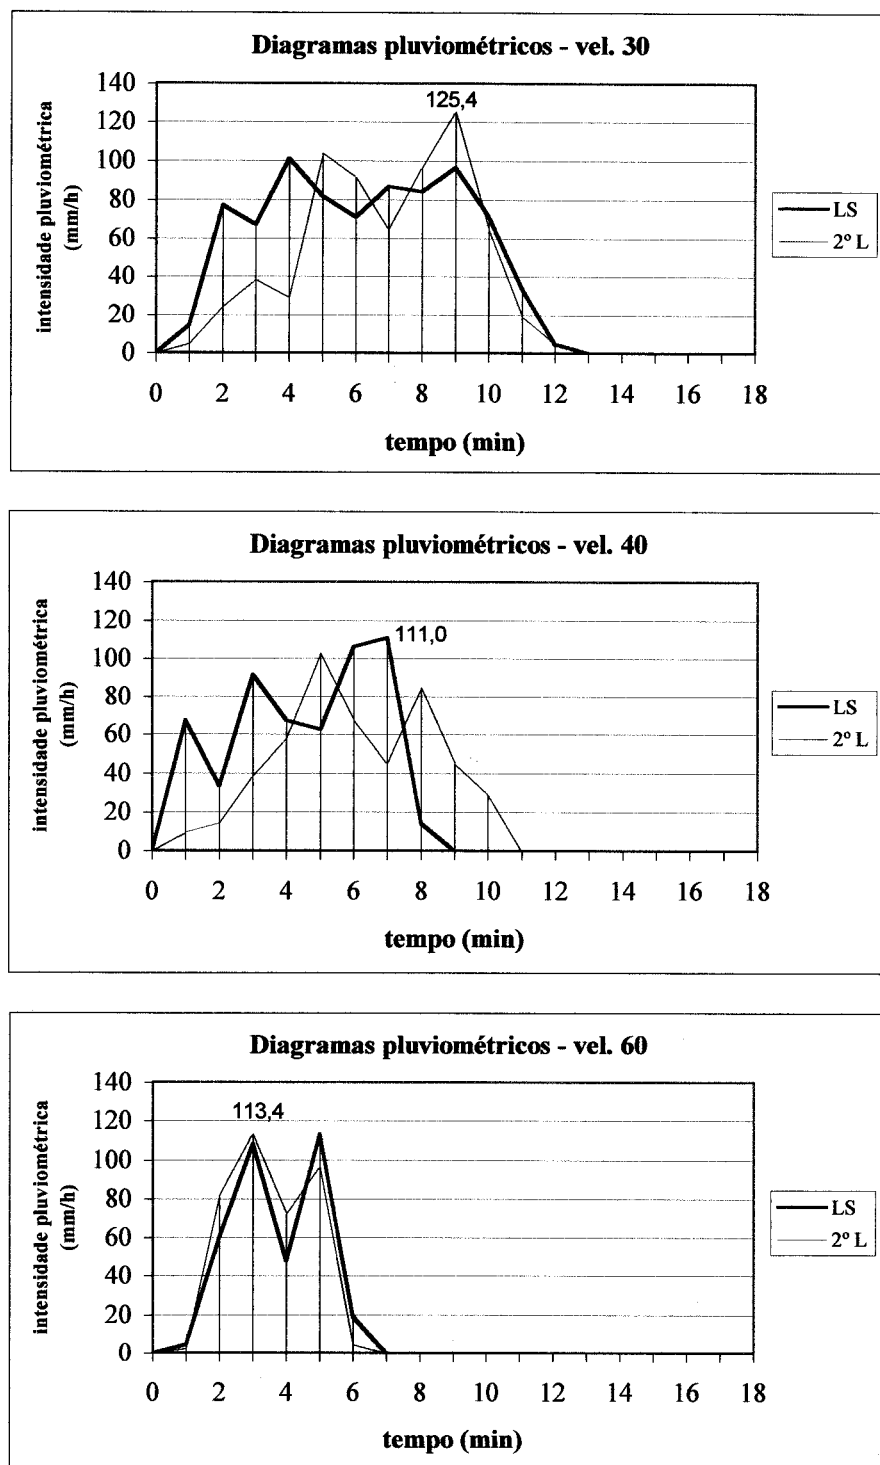 Diagramas pluviométricos - vel. 30
intensidade pluviométrica
(mm/h)
140
120
100
80
60
40
20
0
125,4
0 2 4 6 8 10 12 14 16 18
tempo (min)
LS
2º L
Diagramas pluviométricos - vel. 40
intensidade pluviométrica
(mm/h)
140
120
100
80
60
40
20
0
111,0
0 2 4 6 8 10 12 14 16 18
tempo (min)
LS
2º L
Diagramas pluviométricos - vel. 60
intensidade pluviométrica
(mm/h)
140
120
100
80
60
40
20
0
113,4
0 2 4 6 8 10 12 14 16 18
tempo (min)
LS
2º L